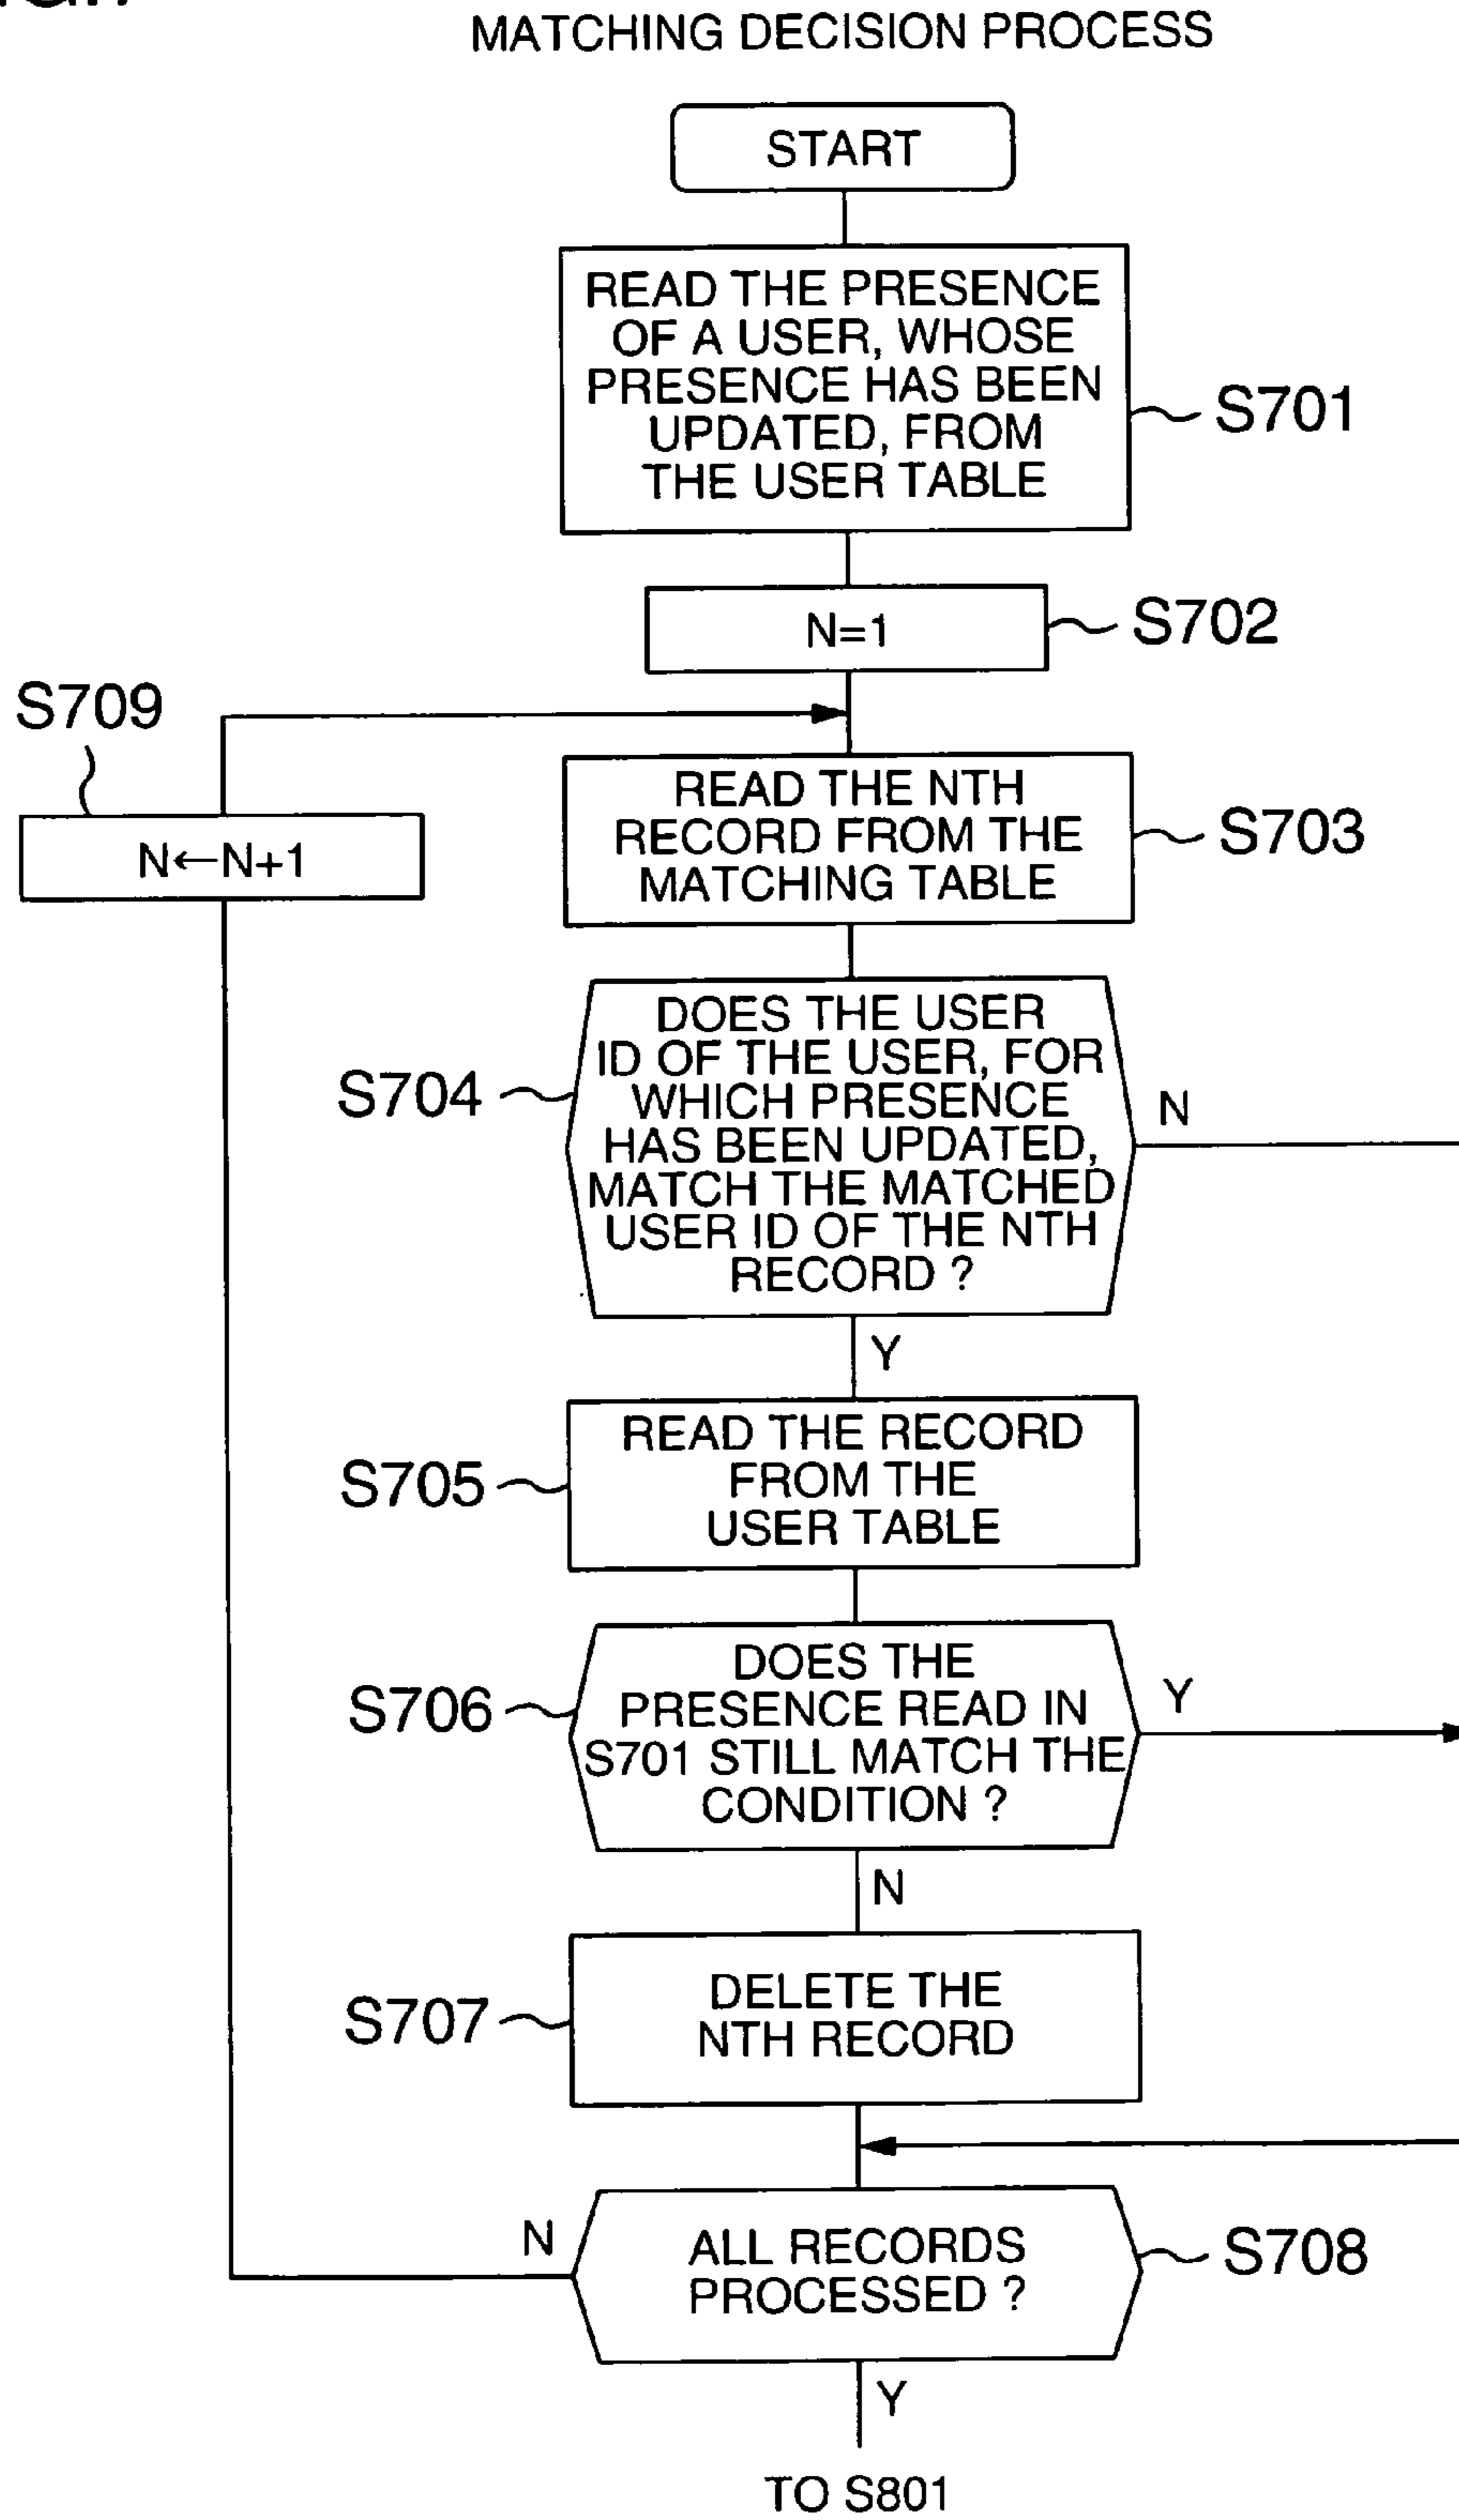 MATCHING DECISION PROCESS
START
READ THE PRESENCE
OF A USER, WHOSE
PRESENCE HAS BEEN
UPDATED, FROM
THE USER TABLE
S701
N=1
S702
S709
N←N+1
READ THE NTH
RECORD FROM THE
MATCHING TABLE
S703
DOES THE USER
ID OF THE USER, FOR
WHICH PRESENCE
HAS BEEN UPDATED,
MATCH THE MATCHED
USER ID OF THE NTH
RECORD ?
S704
N
Y
READ THE RECORD
FROM THE
USER TABLE
S705
DOES THE
PRESENCE READ IN
S701 STILL MATCH THE
CONDITION ?
S706
Y
N
DELETE THE
NTH RECORD
S707
ALL RECORDS
PROCESSED ?
S708
N
Y
TO S801